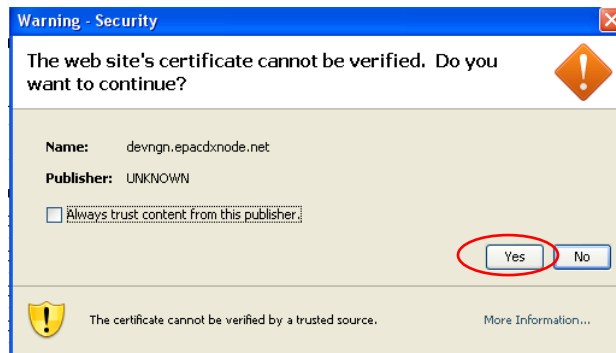 Warning - Security
The web site's certificate cannot be verified. Do you
want to continue?
Name: devngn.epacdxnode.net
Publisher: UNKNOWN
Always trust content from this publisher.
Yes No
The certificate cannot be verified by a trusted source. More Information...